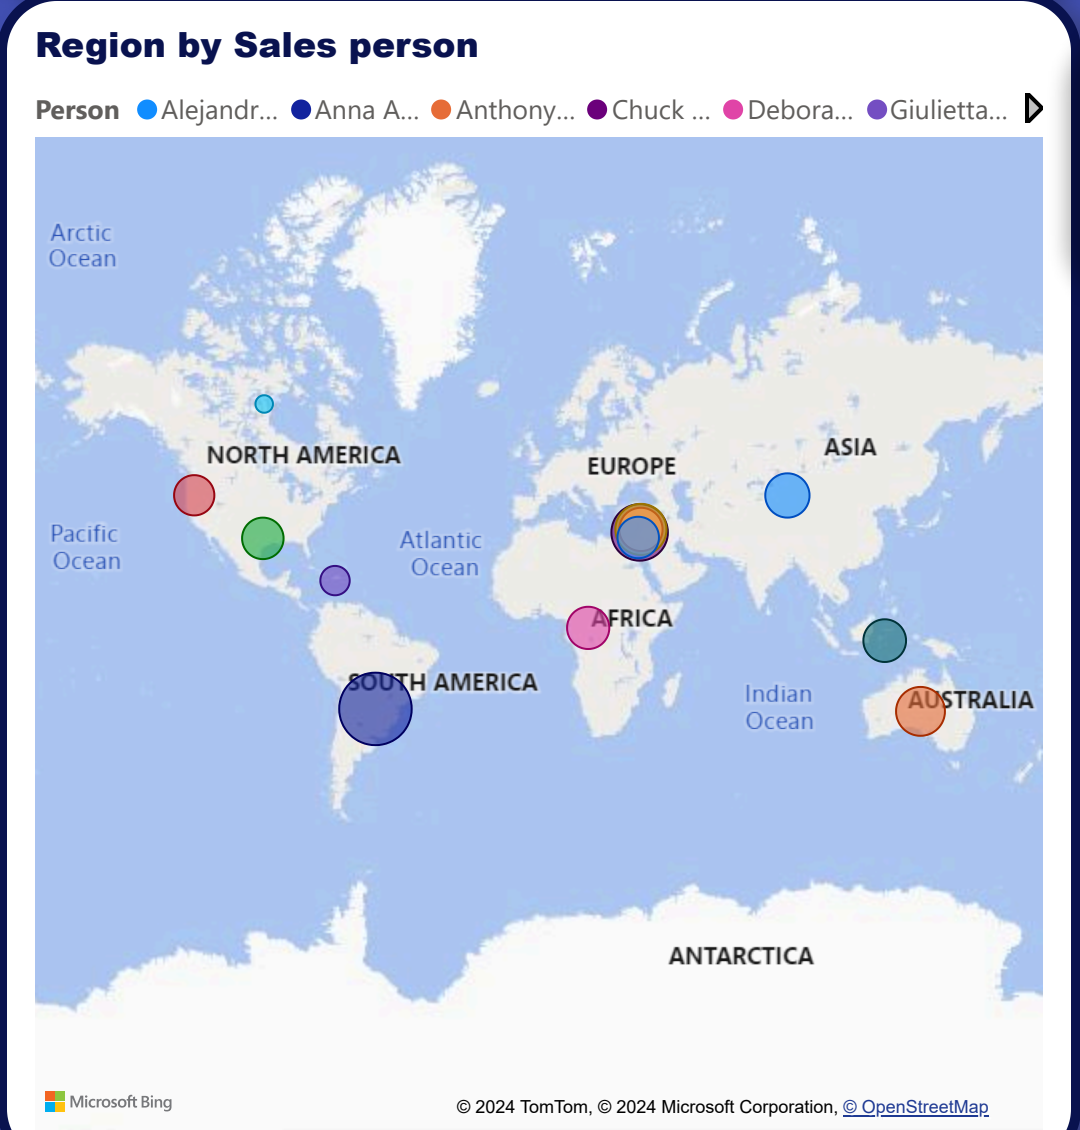 Region by Sales person
Person Alejandr... Anna A... Anthony... Chuck ... Debora... Giulietta...
Arctic
Ocean
NORTH AMERICA
EUROPE
ASIA
Pacific
Ocean
Atlantic
Ocean
AFRICA
SOUTH AMERICA
Indian
Ocean
AUSTRALIA
ANTARCTICA
Microsoft Bing
© 2024 TomTom, © 2024 Microsoft Corporation, © OpenStreetMap